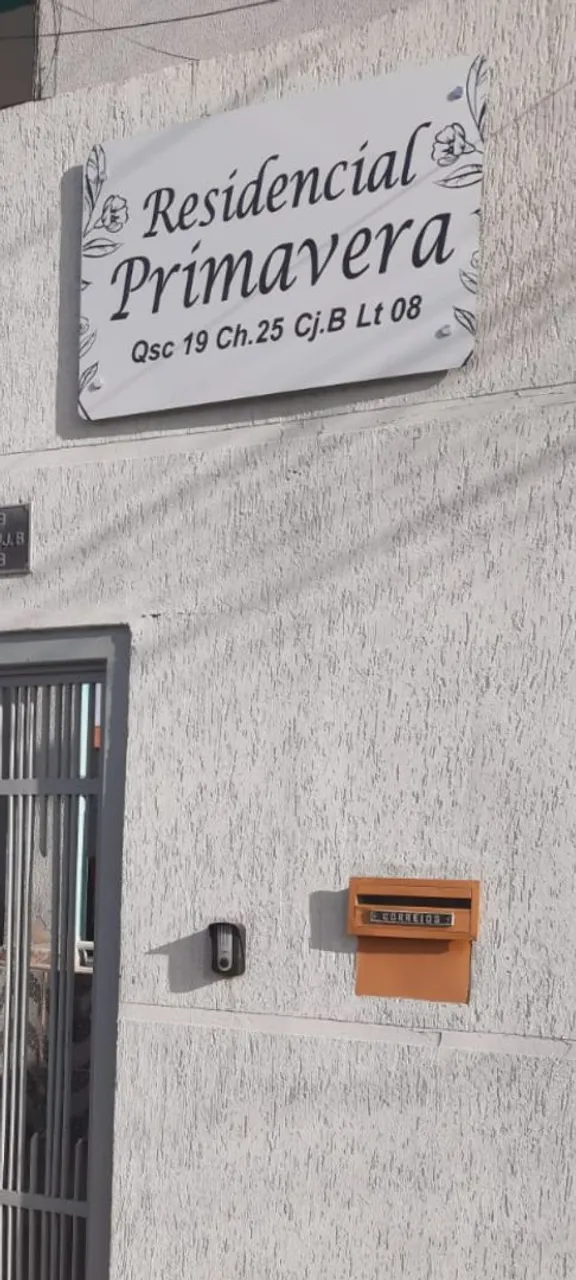 Residencial
Primavera
Qsc 19 Ch.25 Cj.B Lt 08
J.B
CORREIOS